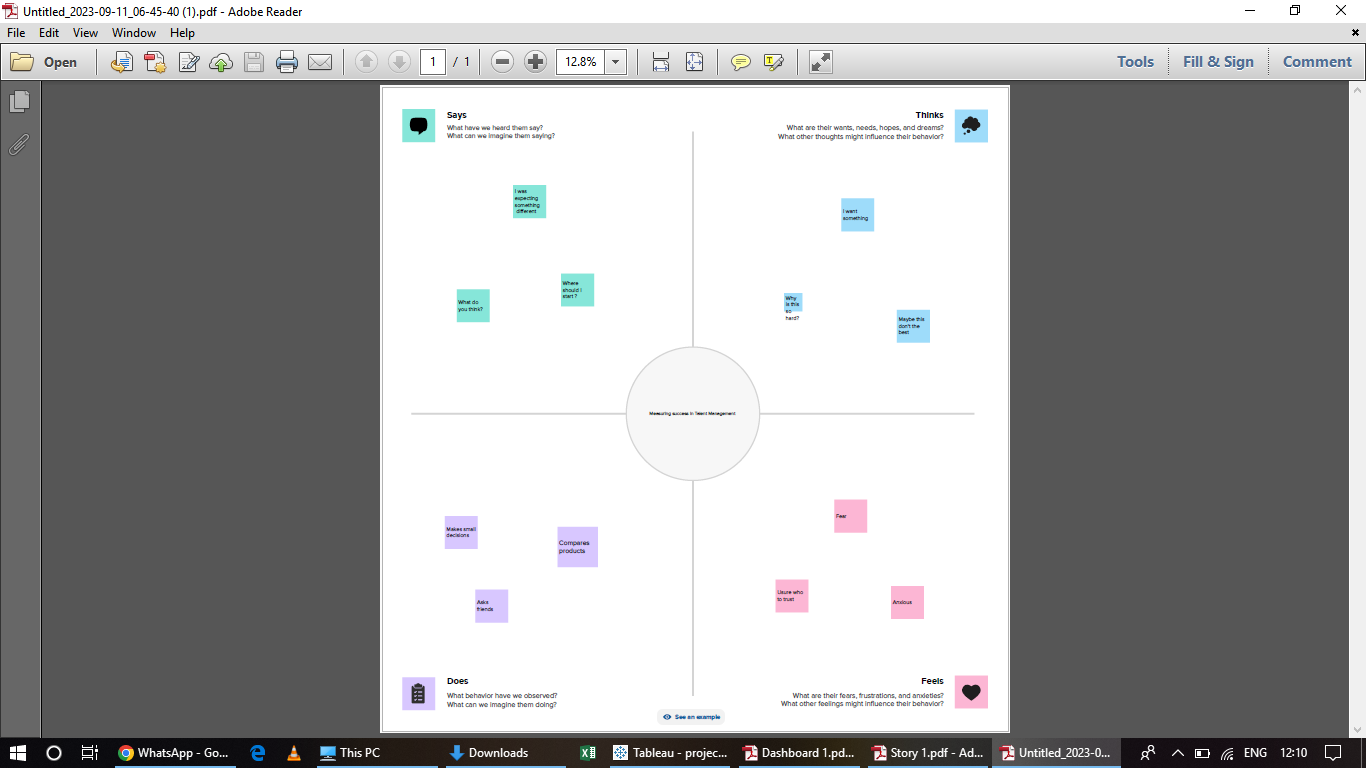 Untitled_2023-09-11_06-45-40 (1).pdf - Adobe Reader
File Edit View Window Help
Open
1 / 1
12.8%
Tools Fill & Sign Comment
Says
What have we heard them say?
What can we imagine them saying?
Thinks
What are their wants, needs, hopes, and dreams?
What other thoughts might influence their behavior?
I was
expecting
something
different
I want
something
Where
should I
start ?
What do
you think?
Why
is this
so
hard?
Maybe this
don't the
best
Measuring success in Talent Management
Makes small
decisions
Compares
products
Asks
friends
Fear
Usure who
to trust
Anxious
Does
What behavior have we observed?
What can we imagine them doing?
Feels
What are their fears, frustrations, and anxieties?
What other feelings might influence their behavior?
See an example
WhatsApp - Go...
This PC
Downloads
Tableau - projec...
Dashboard 1.pd...
Story 1.pdf - Ad...
Untitled_2023-0...
ENG
12:10